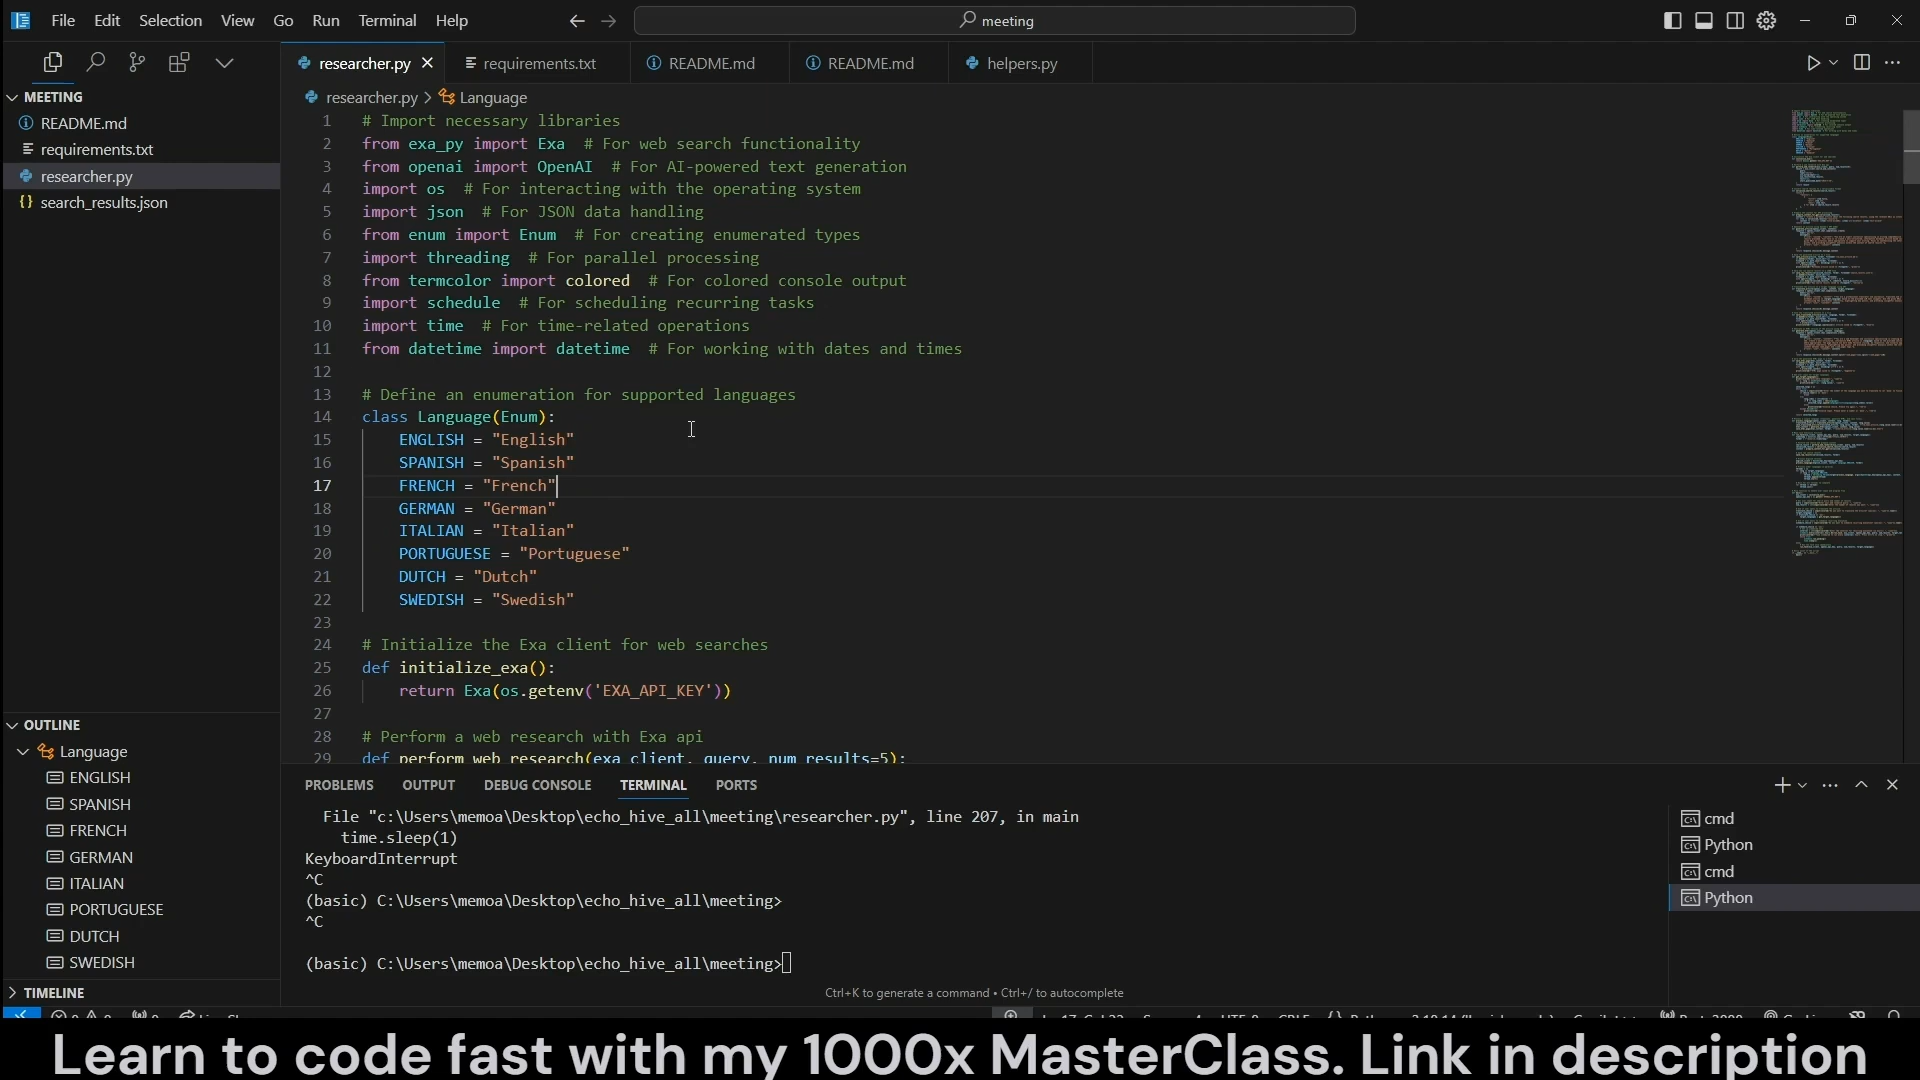 File Edit Selection View Go Run Terminal Help
meeting
researcher.py
requirements.txt
README.md
README.md
helpers.py
MEETING
README.md
requirements.txt
researcher.py
search_results.json
researcher.py > Language
1 # Import necessary libraries
2 from exa_py import Exa # For web search functionality
3 from openai import OpenAI # For AI-powered text generation
4 import os # For interacting with the operating system
5 import json # For JSON data handling
6 from enum import Enum # For creating enumerated types
7 import threading # For parallel processing
8 from termcolor import colored # For colored console output
9 import schedule # For scheduling recurring tasks
10 import time # For time-related operations
11 from datetime import datetime # For working with dates and times
12
13 # Define an enumeration for supported languages
14 class Language(Enum):
15 ENGLISH = "English"
16 SPANISH = "Spanish"
17 FRENCH = "French"
18 GERMAN = "German"
19 ITALIAN = "Italian"
20 PORTUGUESE = "Portuguese"
21 DUTCH = "Dutch"
22 SWEDISH = "Swedish"
23
24 # Initialize the Exa client for web searches
25 def initialize_exa():
26 return Exa(os.getenv('EXA_API_KEY'))
27
28 # Perform a web research with Exa api
29 def perform_web_research(exa_client, query, num_results=5):
OUTLINE
Language
ENGLISH
SPANISH
FRENCH
GERMAN
ITALIAN
PORTUGUESE
DUTCH
SWEDISH
TIMELINE
PROBLEMS OUTPUT DEBUG CONSOLE TERMINAL PORTS
File "c:\Users\memoa\Desktop\echo_hive_all\meeting\researcher.py", line 207, in main
time.sleep(1)
KeyboardInterrupt
^C
(basic) C:\Users\memoa\Desktop\echo_hive_all\meeting>
^C
(basic) C:\Users\memoa\Desktop\echo_hive_all\meeting>
Ctrl+K to generate a command • Ctrl+/ to autocomplete
cmd
Python
cmd
Python
Learn to code fast with my 1000x MasterClass. Link in description